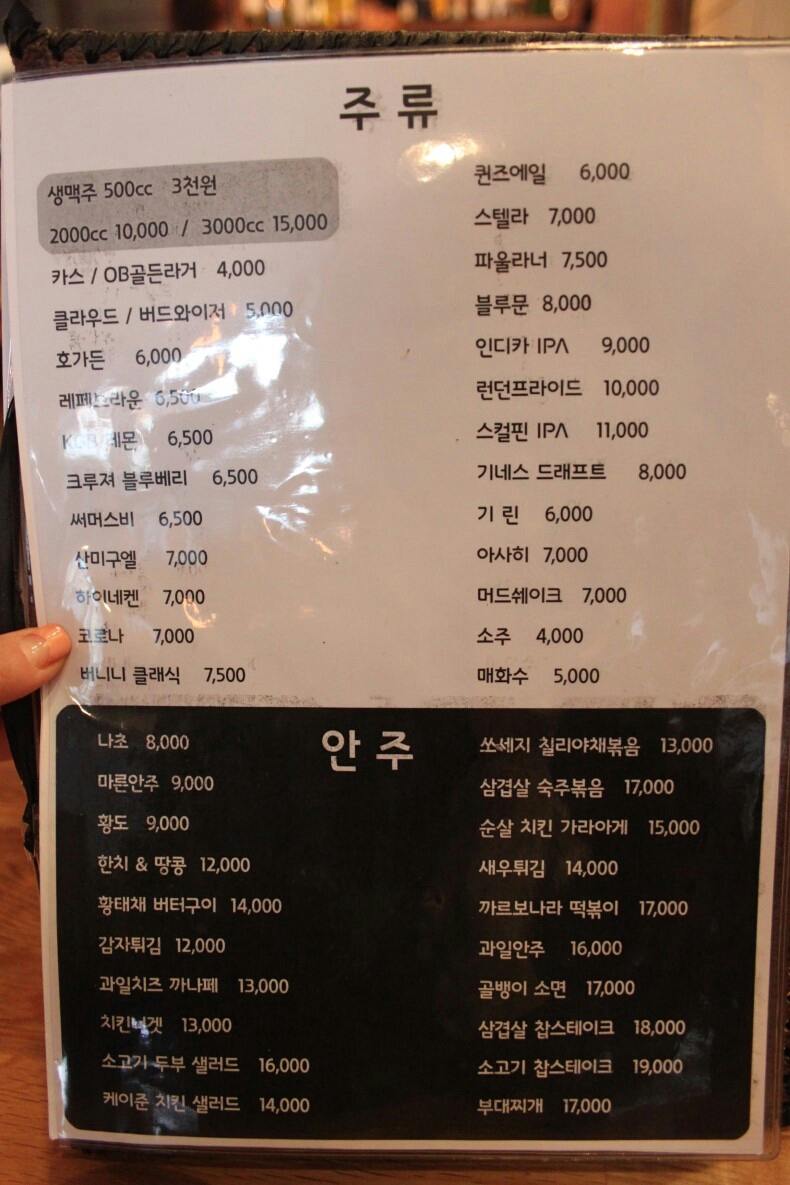 주류
생맥주 500cc 3천원
2000cc 10,000 / 3000cc 15,000
카스 / OB골든라거 4,000
클라우드 / 버드와이저 5,000
호가든 6,000
레페브라운 6,500
KGB 레몬 6,500
크루져 블루베리 6,500
써머스비 6,500
산미구엘 7,000
하이네켄 7,000
코로나 7,000
버니니 클래식 7,500
퀸즈에일 6,000
스텔라 7,000
파울라너 7,500
블루문 8,000
인디카 IPA 9,000
런던프라이드 10,000
스컬핀 IPA 11,000
기네스 드래프트 8,000
기 린 6,000
아사히 7,000
머드쉐이크 7,000
소주 4,000
매화수 5,000
안주
나쵸 8,000
마른안주 9,000
황도 9,000
한치 & 땅콩 12,000
황태채 버터구이 14,000
감자튀김 12,000
과일치즈 까나페 13,000
치킨너겟 13,000
소고기 두부 샐러드 16,000
케이준 치킨 샐러드 14,000
쏘세지 칠리야채볶음 13,000
삼겹살 숙주볶음 17,000
순살 치킨 가라아게 15,000
새우튀김 14,000
까르보나라 떡볶이 17,000
과일안주 16,000
골뱅이 소면 17,000
삼겹살 찹스테이크 18,000
소고기 찹스테이크 19,000
부대찌개 17,000